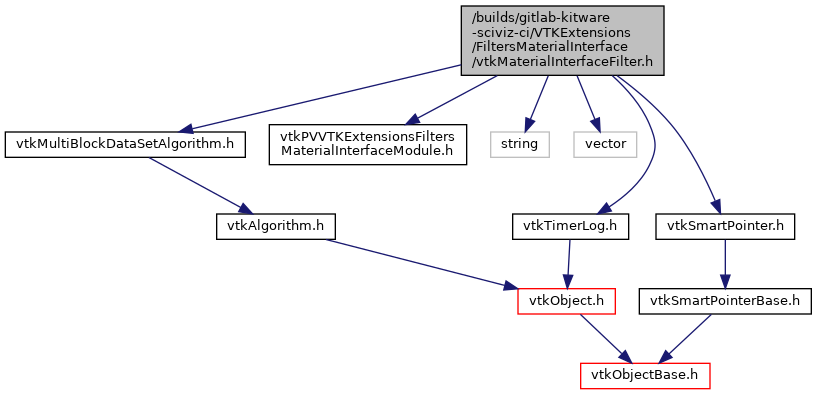 /builds/gitlab-kitware
-sciviz-ci/VTKExtensions
/FiltersMaterialInterface
/vtkMaterialInterfaceFilter.h
vtkMultiBlockDataSetAlgorithm.h
vtkPVVTKExtensionsFilters
MaterialInterfaceModule.h
string
vector
vtkAlgorithm.h
vtkTimerLog.h
vtkSmartPointer.h
vtkObject.h
vtkSmartPointerBase.h
vtkObjectBase.h